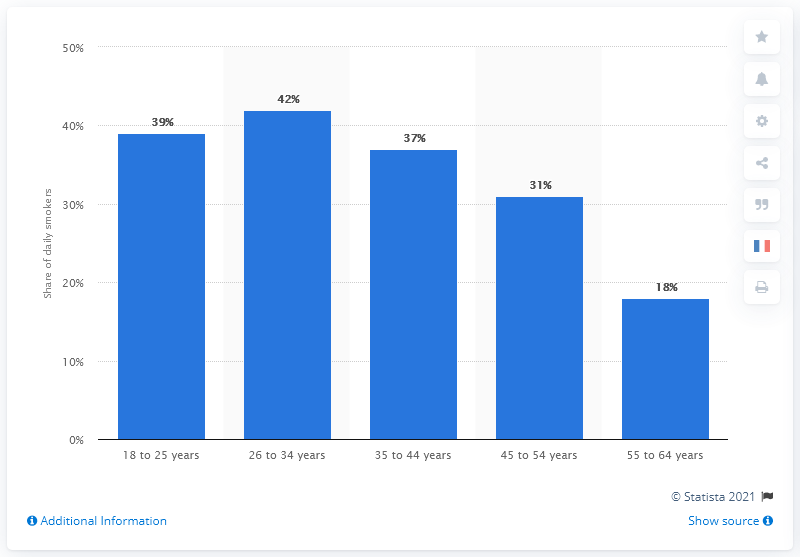 50%
40%
30%
20%
10%
0%
Share of daily smokers
39%
42%
37%
31%
18%
18 to 25 years
26 to 34 years
35 to 44 years
45 to 54 years
55 to 64 years
© Statista 2021
Additional Information
Show source